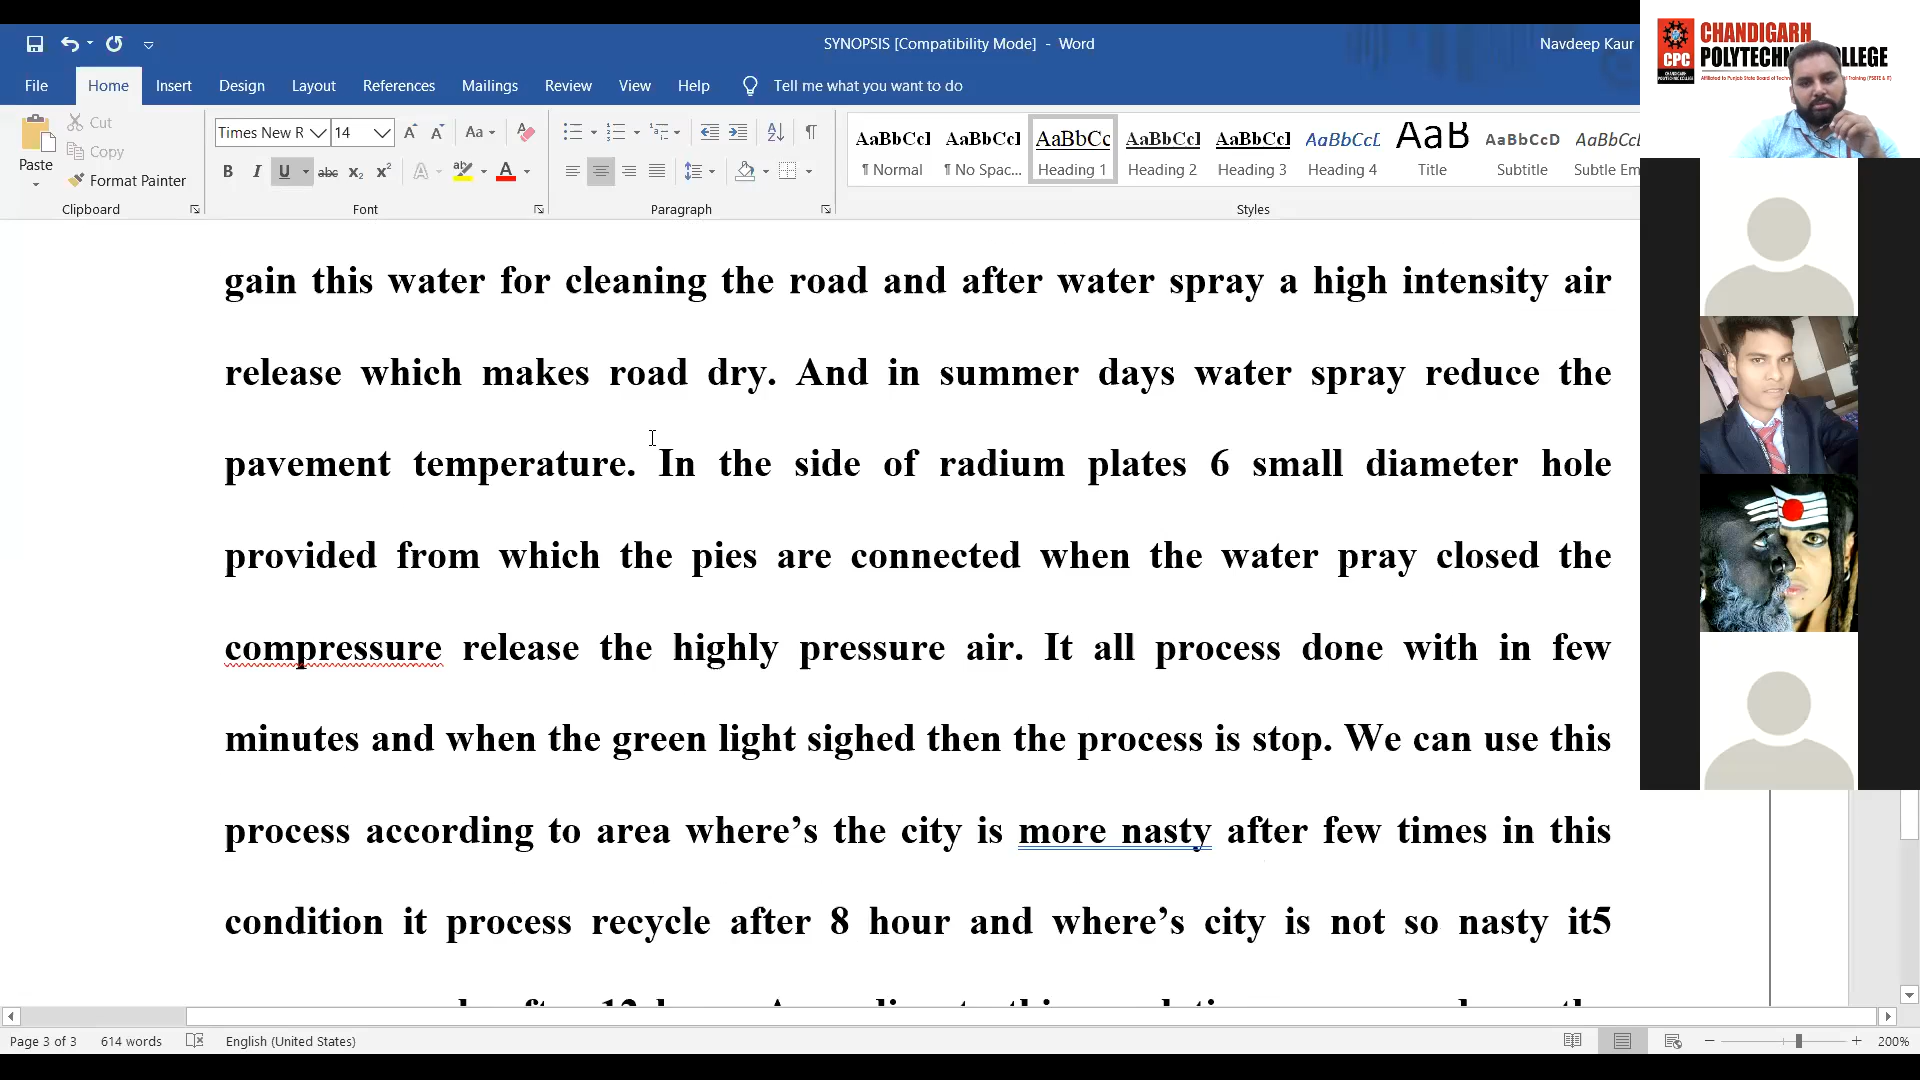 SYNOPSIS [Compatibility Mode] - Word
Navdeep Kaur
CHANDIGARH
CPC
File Home Insert Design Layout References Mailings Review View Help Tell me what you want to do
Paste
Cut
Copy
Format Painter
Clipboard
Times New R 14
Font
Paragraph
AaBbCcI AaBbCcI AaBbCc AaBbCcI AaBbCcI AaBbCcL AaB AaBbCcD AaBbCcL
¶ Normal ¶ No Spac... Heading 1 Heading 2 Heading 3 Heading 4 Title Subtitle Subtle Em
Styles
gain this water for cleaning the road and after water spray a high intensity air
release which makes road dry. And in summer days water spray reduce the
pavement temperature. In the side of radium plates 6 small diameter hole
provided from which the pies are connected when the water pray closed the
compressure release the highly pressure air. It all process done with in few
minutes and when the green light sighed then the process is stop. We can use this
process according to area where’s the city is more nasty after few times in this
condition it process recycle after 8 hour and where’s city is not so nasty it5
Page 3 of 3 614 words English (United States) 200%